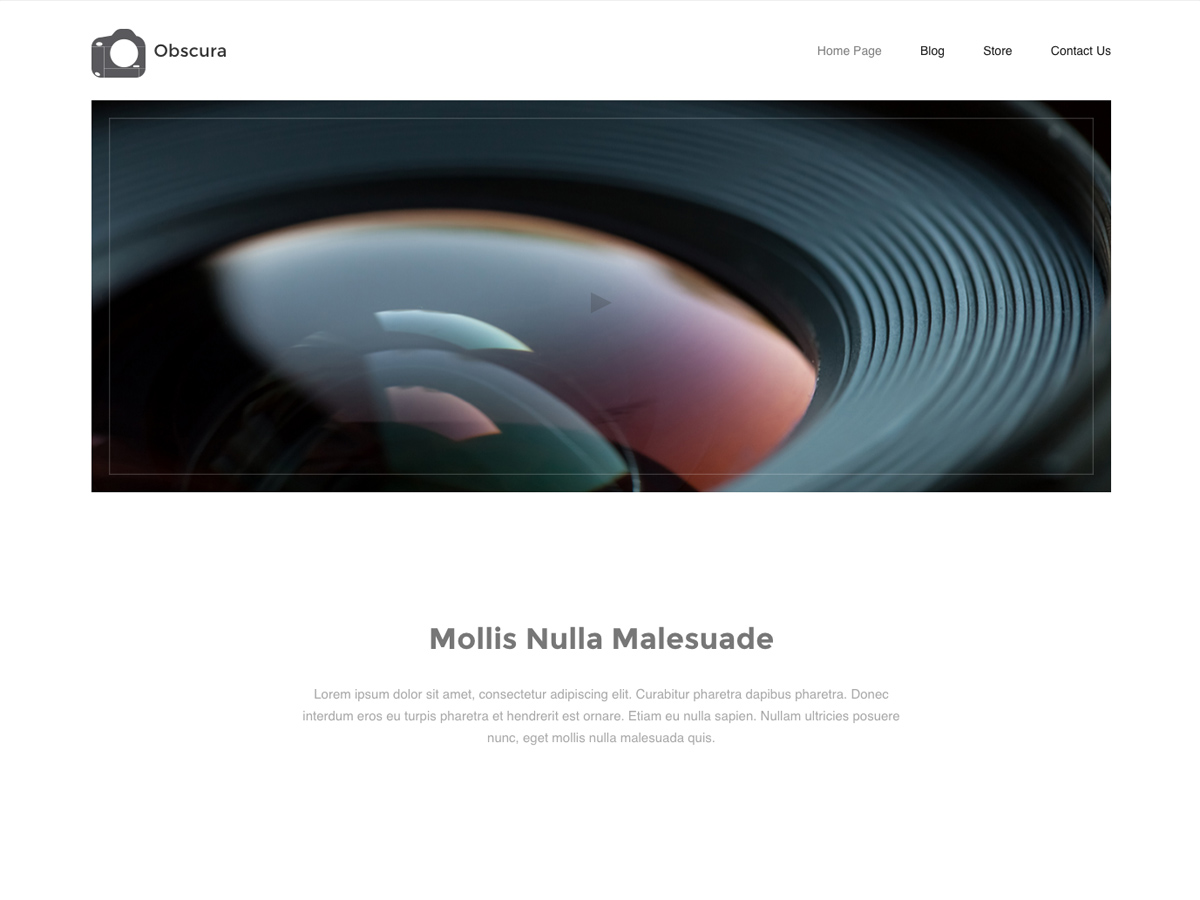 Obscura
Home Page
Blog
Store
Contact Us
Mollis Nulla Malesuade
Lorem ipsum dolor sit amet, consectetur adipiscing elit. Curabitur pharetra dapibus pharetra. Donec
interdum eros eu turpis pharetra et hendrerit est ornare. Etiam eu nulla sapien. Nullam ultricies posuere
nunc, eget mollis nulla malesuada quis.